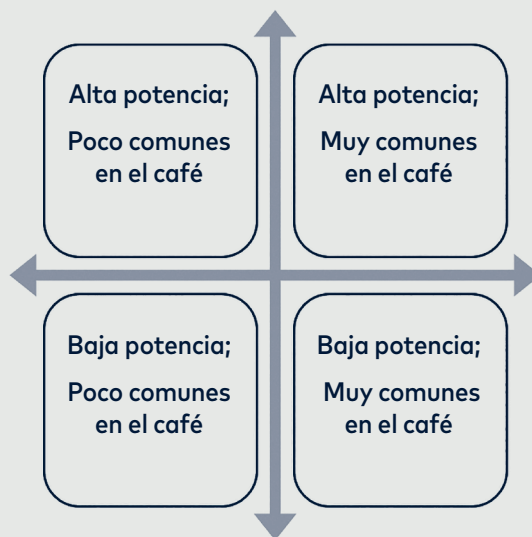 Alta potencia;
Poco comunes
en el café
Alta potencia;
Muy comunes
en el café
Baja potencia;
Poco comunes
en el café
Baja potencia;
Muy comunes
en el café